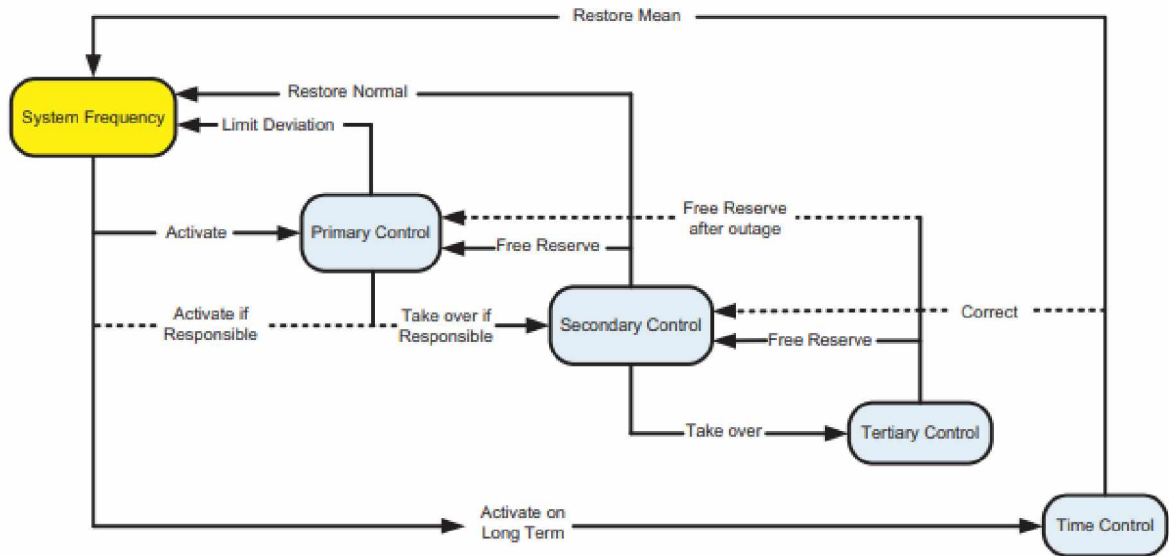 Restore Mean
Restore Normal
System Frequency
Limit Deviation
Free Reserve
after outage
Activate
Primary Control
Free Reserve
Activate if
Responsible
Take over if
Responsible
Secondary Control
Correct
Free Reserve
Take over
Tertiary Control
Activate on
Long Term
Time Control